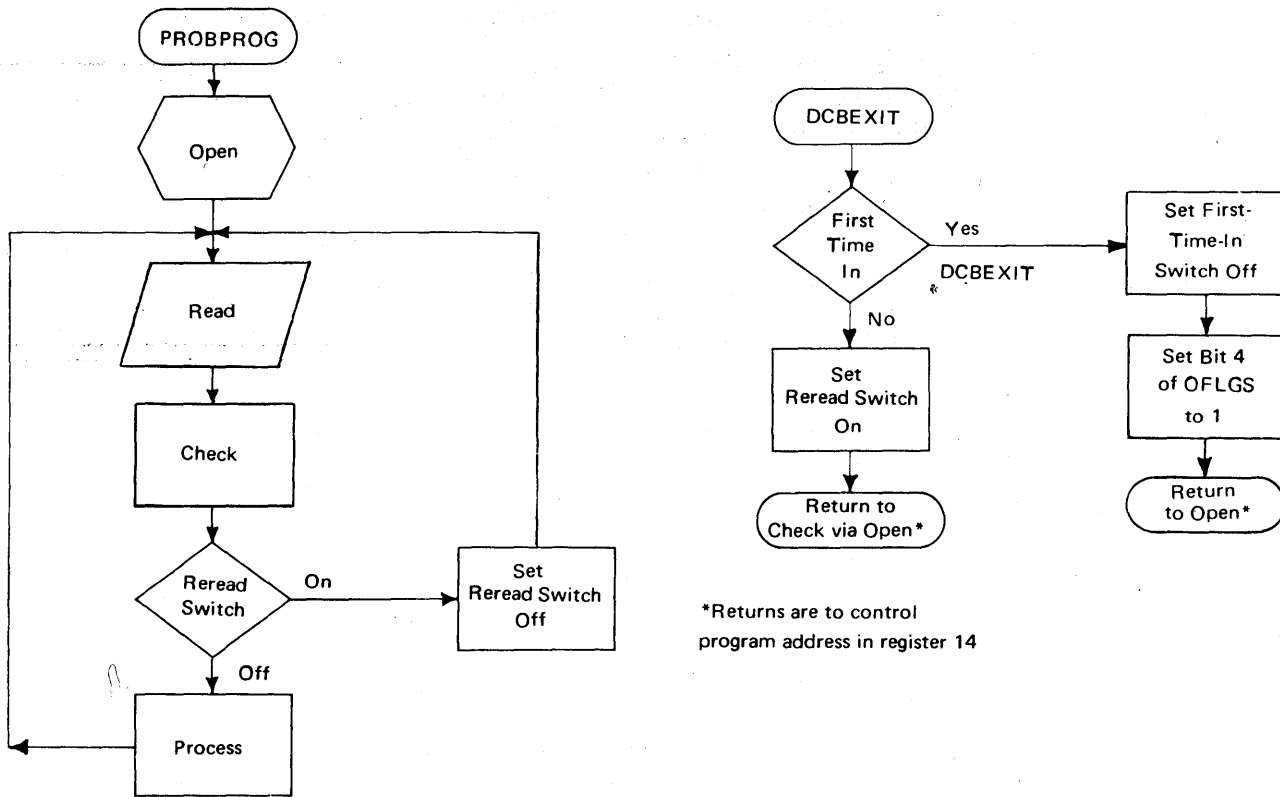 PROBPROG
Open
Read
Check
Reread
Switch
On
Set
Reread Switch
Off
Off
Process
DCBEXIT
First
Time
In
Yes
DCBEXIT
No
Set
Reread Switch
On
Return to
Check via Open*
Set First-
Time-In
Switch Off
Set Bit 4
of OFLGS
to 1
Return
to Open*
*Returns are to control
program address in register 14